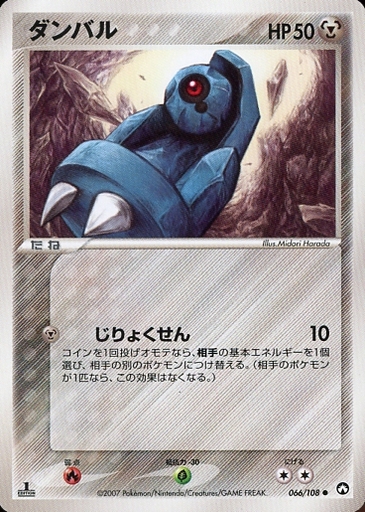 ダンバル HP50
たね
Illus.Midori Harada
じりょくせん 10
コインを1回投げオモテなら、相手の基本エネルギーを1個
選び、相手の別のポケモンにつけ替える。(相手のポケモン
が1匹なら、この効果はなくなる。)
弱点 抵抗力 -30 にげる
1 EDITION ©2007 Pokémon/Nintendo/Creatures/GAME FREAK. 066/108